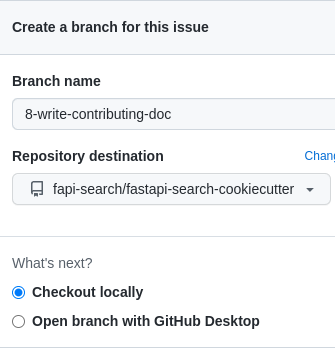 Create a branch for this issue
Branch name
8-write-contributing-doc
Repository destination
fapi-search/fastapi-search-cookiecutter
What's next?
Checkout locally
Open branch with GitHub Desktop